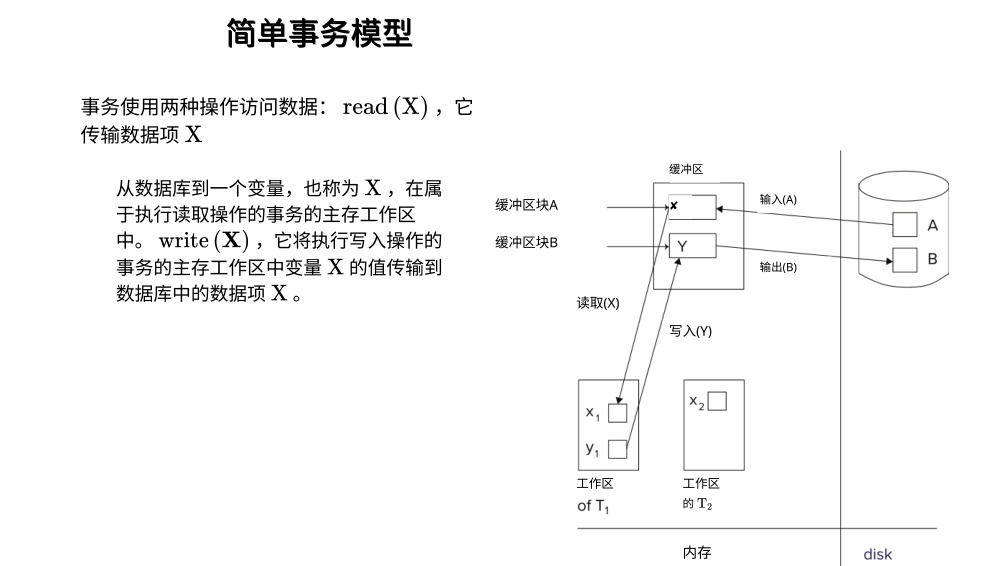 简单事务模型
事务使用两种操作访问数据： read (X) ，它
传输数据项 X
从数据库到一个变量，也称为 X ，在属
于执行读取操作的事务的主存工作区
中。 write (X) ，它将执行写入操作的
事务的主存工作区中变量 X 的值传输到
数据库中的数据项 X 。
缓冲区
缓冲区块A
X
输入(A)
A
缓冲区块B
Y
输出(B)
B
读取(X)
写入(Y)
x1
x2
y1
工作区
of T1
工作区
的 T2
内存
disk